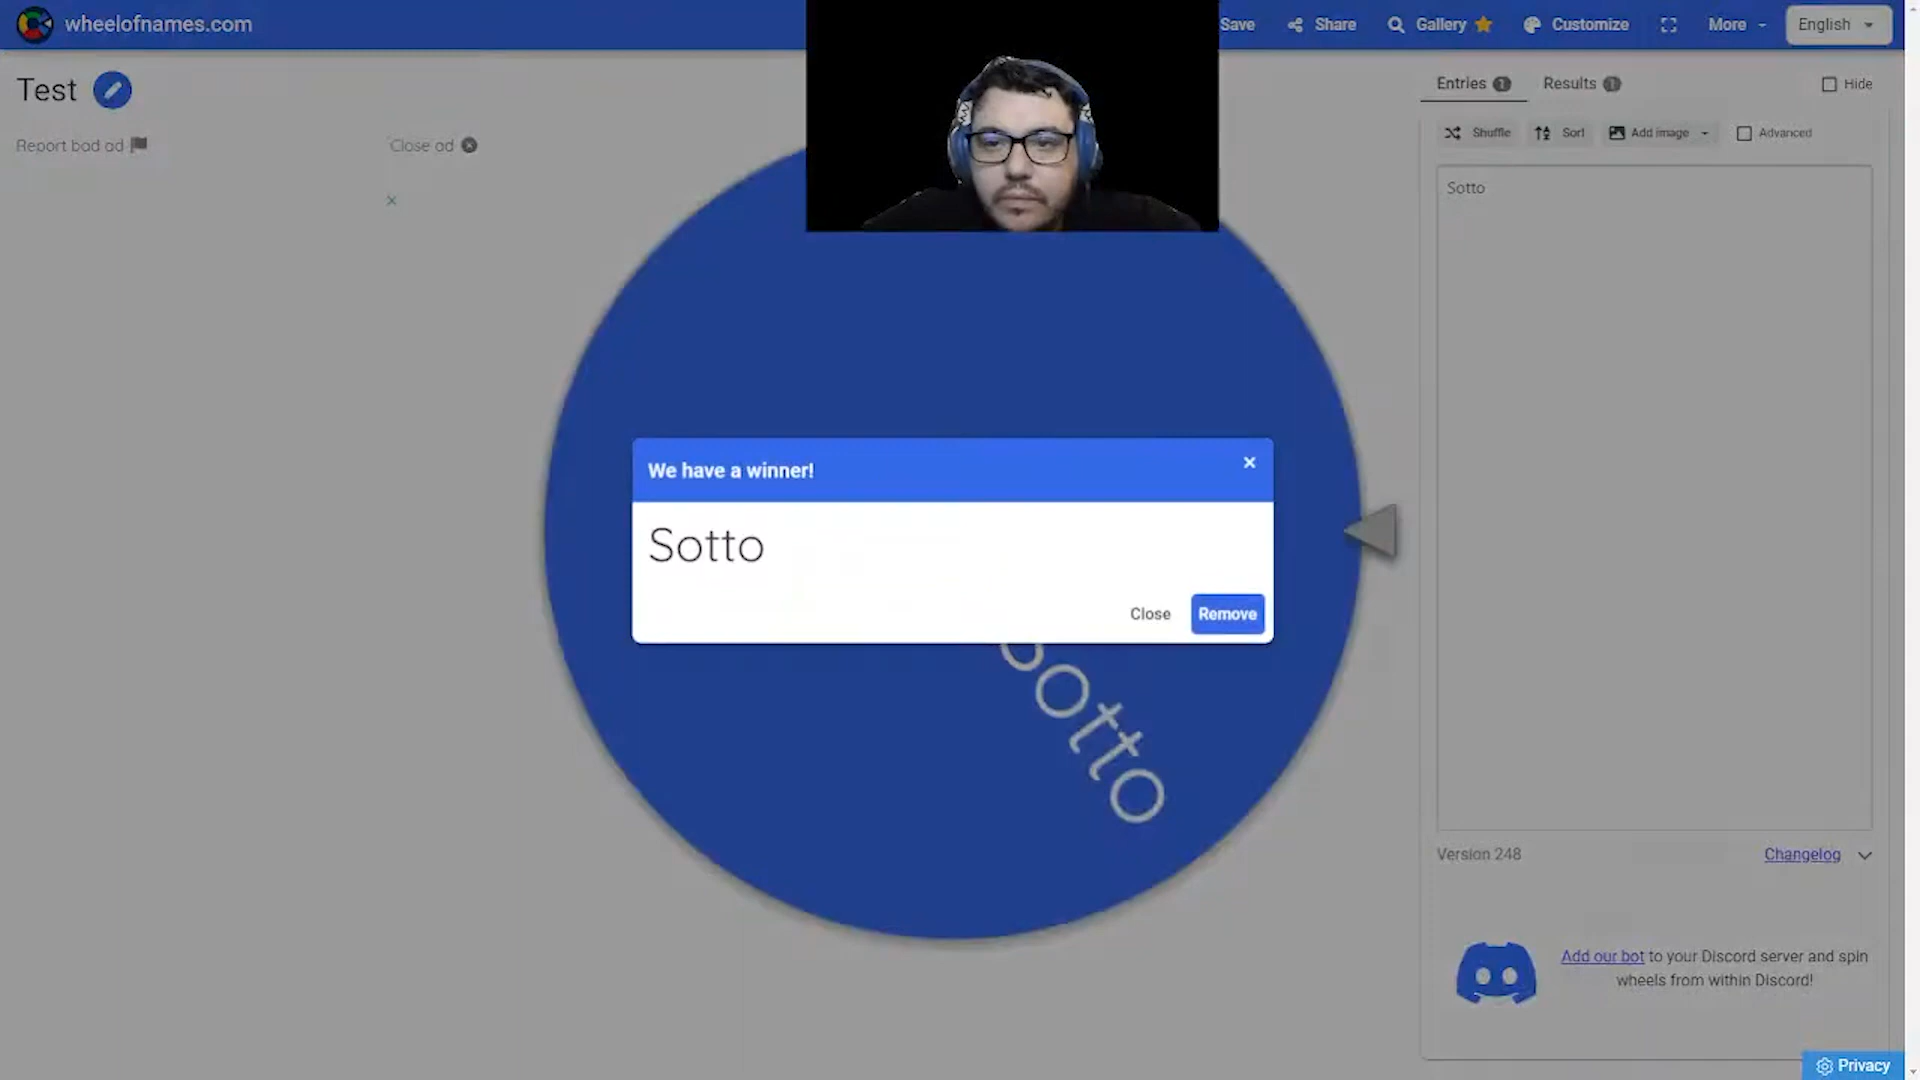 wheelofnames.com
Save
Share
Gallery
Customize
More
English
Test
Report bad ad
Close ad
Entries 1
Results 1
Hide
Shuffle
Sort
Add image
Advanced
Sotto
We have a winner!
Sotto
Close
Remove
Sotto
Version 248
Changelog
Add our bot to your Discord server and spin
wheels from within Discord!
Privacy